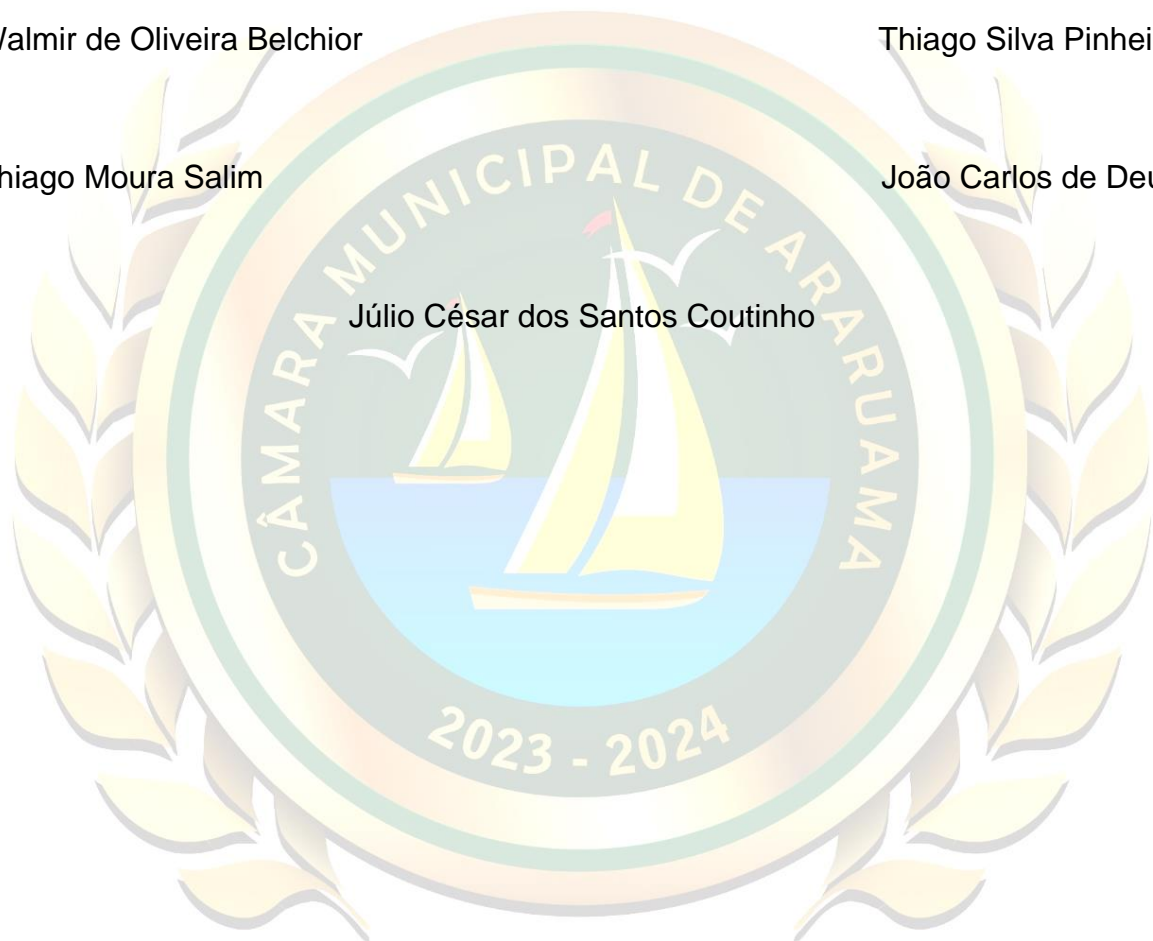 Walmir de Oliveira Belchior Thiago Silva Pinhei
hiago Moura Salim João Carlos de Deu
Júlio César dos Santos Coutinho
CÂMARA MUNICIPAL DE ARARUAMA
2023 - 2024